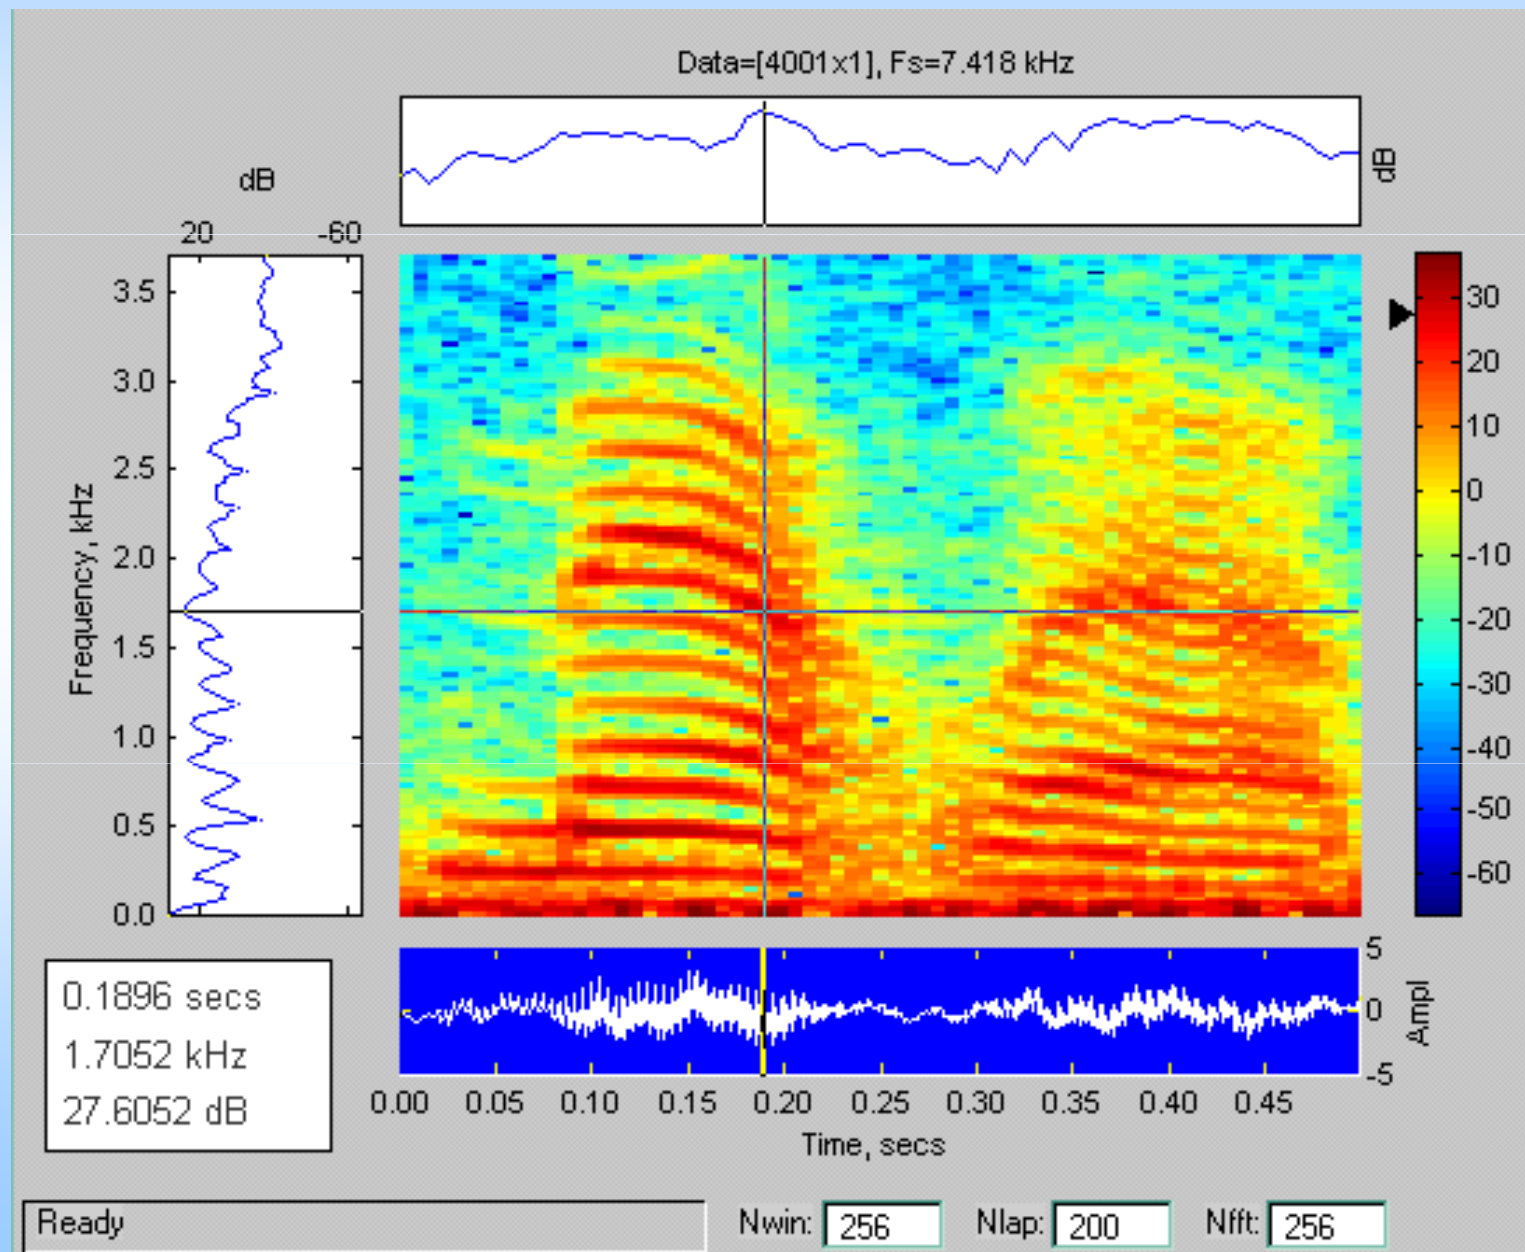 Data=[4001x1], Fs=7.418 kHz
dB
dB
20 -60
3.5
3.0
2.5
2.0
1.5
1.0
0.5
0.0
Frequency, kHz
30
20
10
0
-10
-20
-30
-40
-50
-60
5
0
-5
Ampl
0.1896 secs
1.7052 kHz
27.6052 dB
0.00 0.05 0.10 0.15 0.20 0.25 0.30 0.35 0.40 0.45
Time, secs
Ready Nwin: 256 Nlap: 200 Nfft: 256